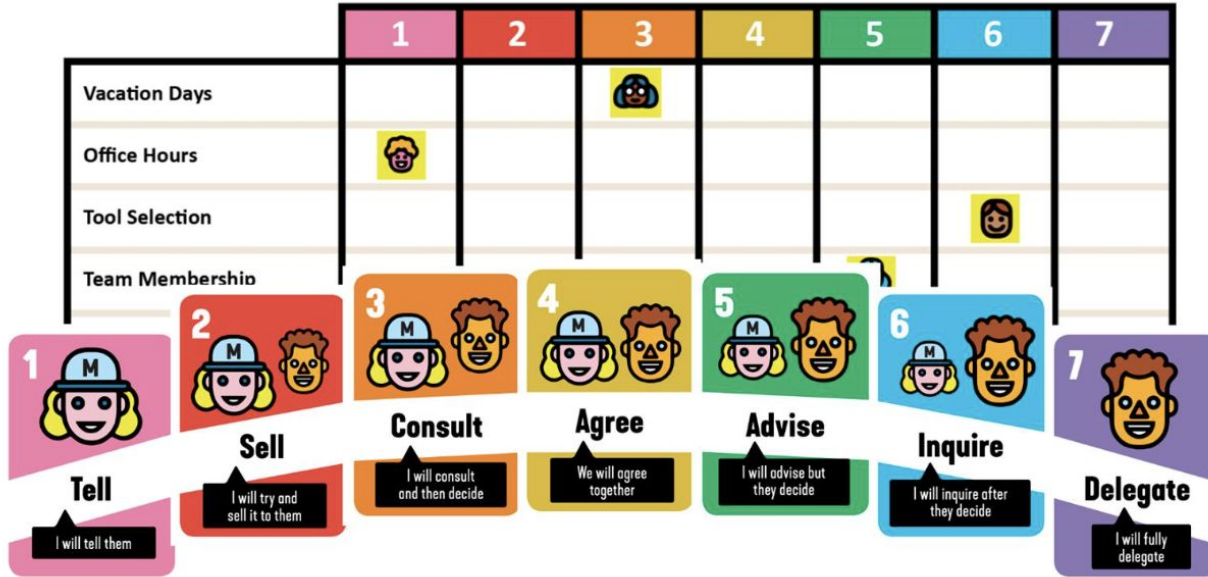 1 2 3 4 5 6 7
Vacation Days
Office Hours
Tool Selection
Team Membership
1
M
Tell
I will tell them
2
M
Sell
I will try and
sell it to them
3
M
Consult
I will consult
and then decide
4
M
Agree
We will agree
together
5
M
Advise
I will advise but
they decide
6
M
Inquire
I will inquire after
they decide
7
Delegate
I will fully
delegate